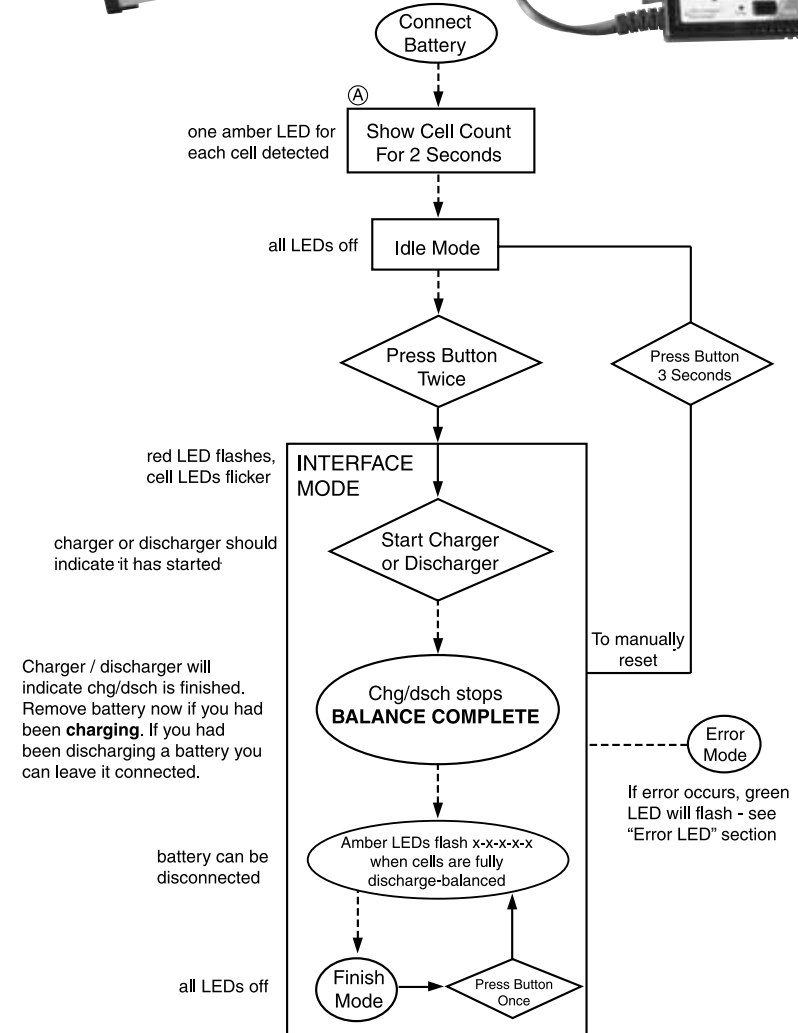 Connect
Battery
Ⓐ
one amber LED for
each cell detected
Show Cell Count
For 2 Seconds
all LEDs off
Idle Mode
Press Button
Twice
Press Button
3 Seconds
red LED flashes,
cell LEDs flicker
INTERFACE
MODE
charger or discharger should
indicate it has started
Start Charger
or Discharger
To manually
reset
Charger / discharger will
indicate chg/dsch is finished.
Remove battery now if you had
been charging. If you had
been discharging a battery you
can leave it connected.
Chg/dsch stops
BALANCE COMPLETE
Error
Mode
If error occurs, green
LED will flash - see
“Error LED” section
battery can be
disconnected
Amber LEDs flash x-x-x-x-x
when cells are fully
discharge-balanced
all LEDs off
Finish
Mode
Press Button
Once